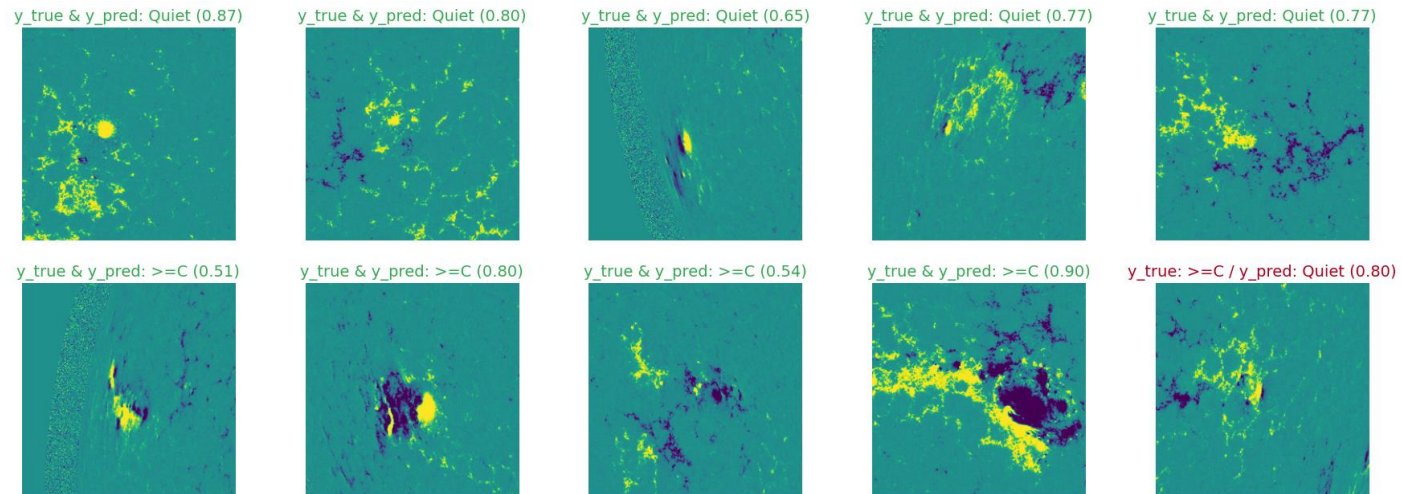 y_true & y_pred: Quiet (0.87)
y_true & y_pred: Quiet (0.80)
y_true & y_pred: Quiet (0.65)
y_true & y_pred: Quiet (0.77)
y_true & y_pred: Quiet (0.77)
y_true & y_pred: >=C (0.51)
y_true & y_pred: >=C (0.80)
y_true & y_pred: >=C (0.54)
y_true & y_pred: >=C (0.90)
y_true: >=C / y_pred: Quiet (0.80)